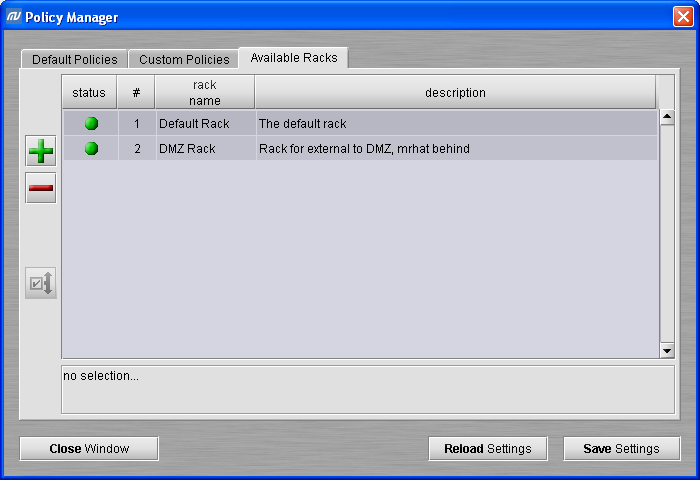 Policy Manager
Default Policies Custom Policies Available Racks
status # rack name description
1 Default Rack The default rack
2 DMZ Rack Rack for external to DMZ, mrhat behind
no selection...
Close Window Reload Settings Save Settings